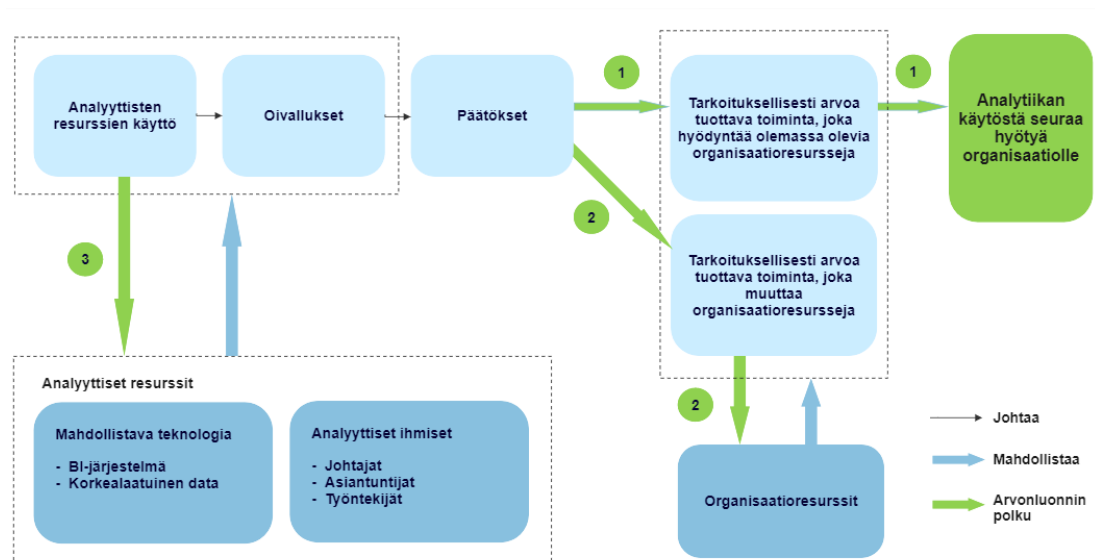 Analyyttisten
resurssien käyttö
Oivallukset
Päätökset
1
Tarkoituksellisesti arvoa
tuottava toiminta, joka
hyödyntää olemassa olevia
organisaatioresursseja
1
Analytiikan
käytöstä seuraa
hyötyä
organisaatiolle
2
Tarkoituksellisesti arvoa
tuottava toiminta, joka
muuttaa
organisaatioresursseja
3
2
Analyyttiset resurssit
Mahdollistava teknologia
- BI-järjestelmä
- Korkealaatuinen data
Analyyttiset ihmiset
- Johtajat
- Asiantuntijat
- Työntekijät
Organisaatioresurssit
Johtaa
Mahdollistaa
Arvonluonnin
polku